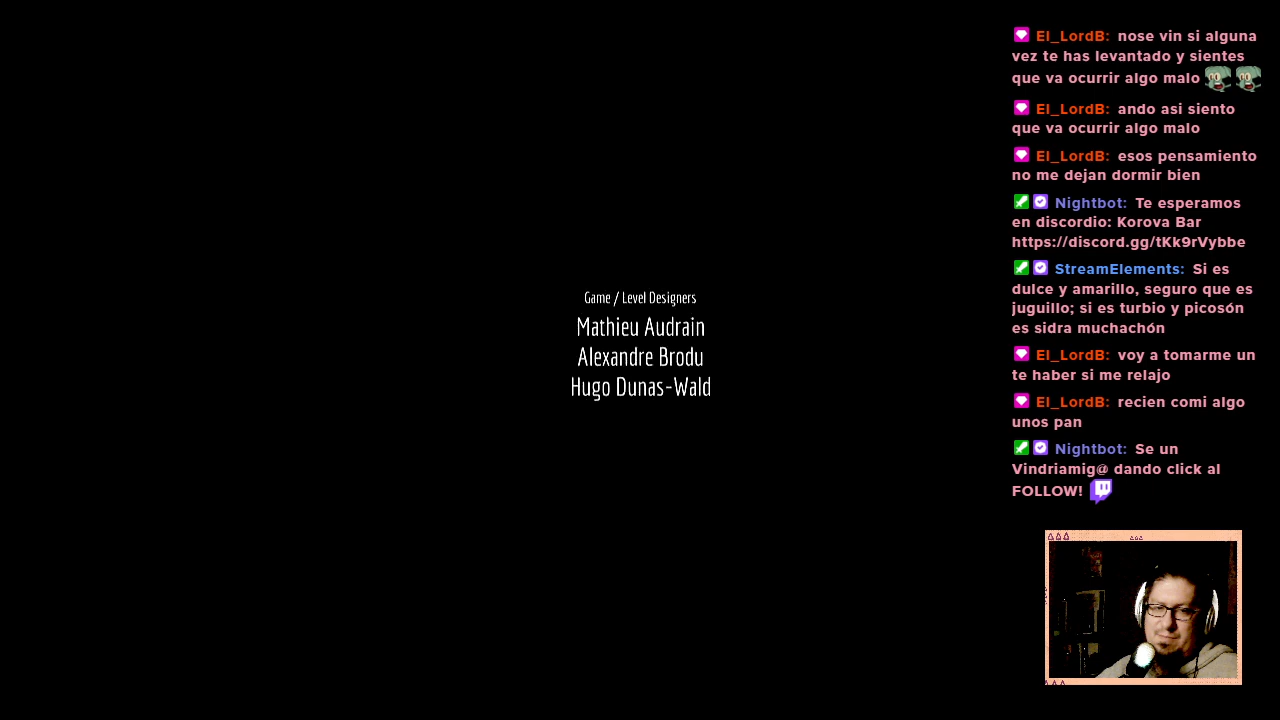 Game / Level Designers
Mathieu Audrain
Alexandre Brodu
Hugo Dunas-Wald
El_LordB: nose vin si alguna
vez te has levantado y sientes
que va ocurrir algo malo
El_LordB: ando asi siento
que va ocurrir algo malo
El_LordB: esos pensamiento
no me dejan dormir bien
Nightbot: Te esperamos
en discordio: Korova Bar
https://discord.gg/tKk9rVybbe
StreamElements: Si es
dulce y amarillo, seguro que es
juguillo; si es turbio y picosón
es sidra muchachón
El_LordB: voy a tomarme un
te haber si me relajo
El_LordB: recien comi algo
unos pan
Nightbot: Se un
Vindriamig@ dando click al
FOLLOW!